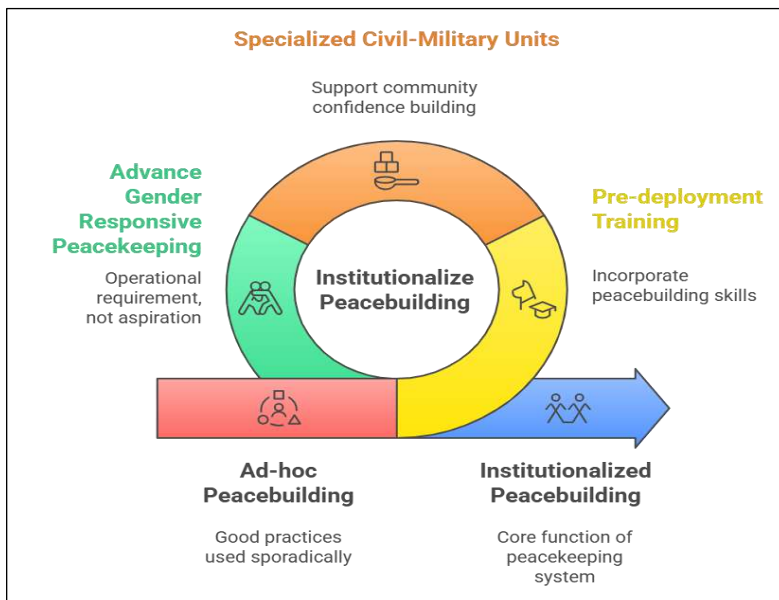 Specialized Civil-Military Units
Support community
confidence building
Advance
Gender
Responsive
Peacekeeping
Operational
requirement,
not aspiration
Institutionalize
Peacebuilding
Pre-deployment
Training
Incorporate
peacebuilding skills
Ad-hoc
Peacebuilding
Good practices
used sporadically
Institutionalized
Peacebuilding
Core function of
peacekeeping
system